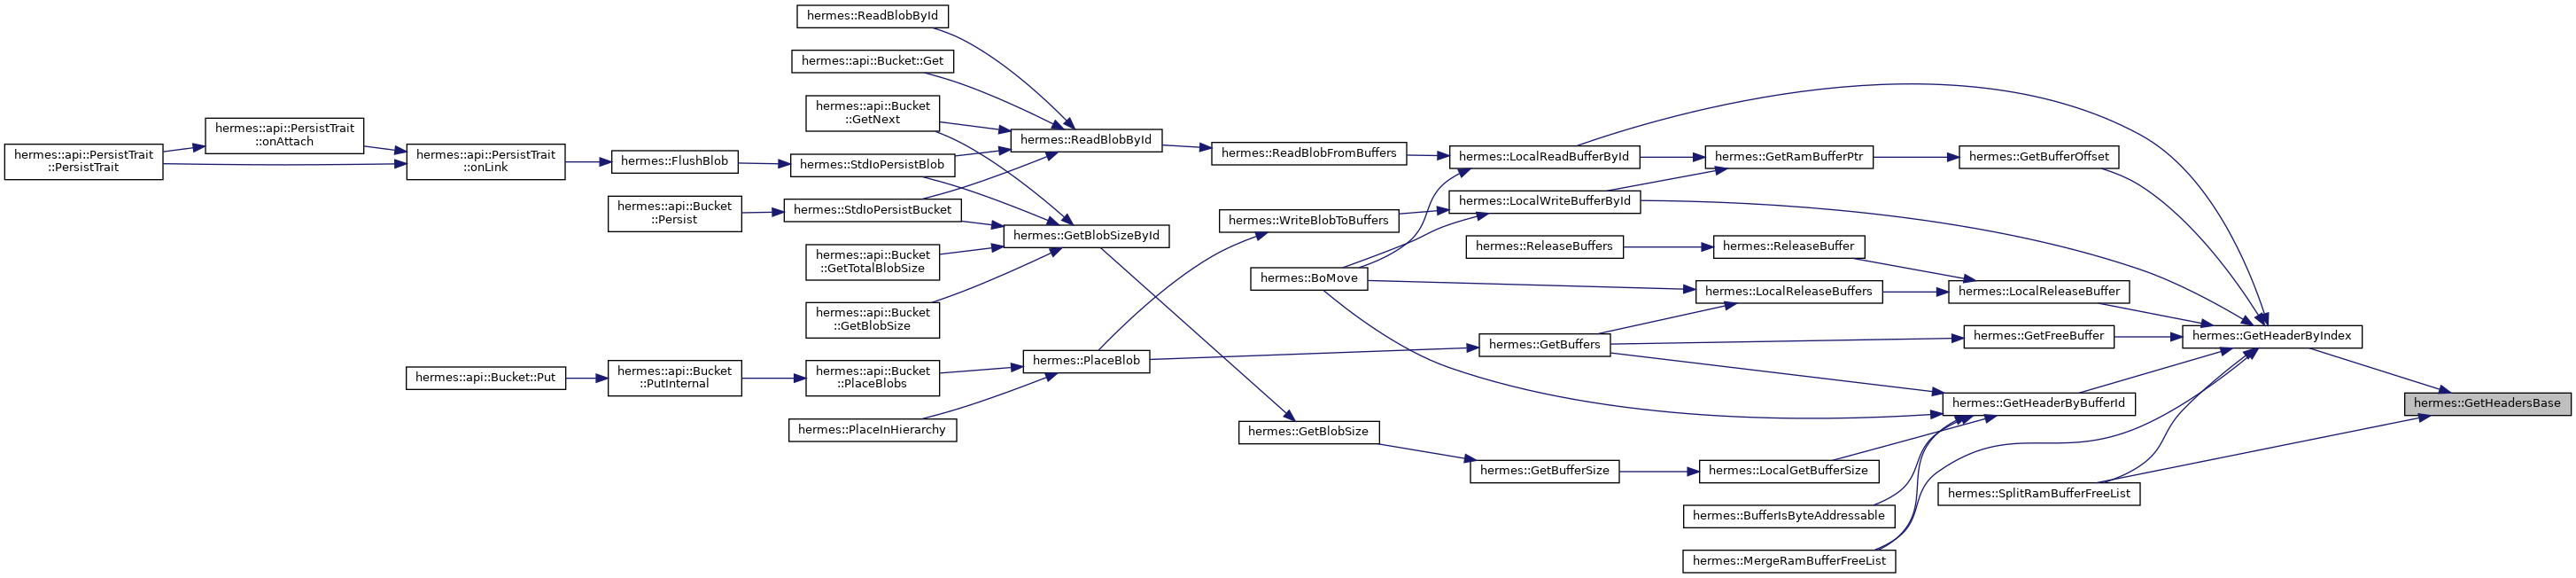 hermes::ReadBlobById
hermes::api::Bucket::Get
hermes::api::Bucket
::GetNext
hermes::api::PersistTrait
::onAttach
hermes::api::PersistTrait
::PersistTrait
hermes::api::PersistTrait
::onLink
hermes::FlushBlob
hermes::StdIoPersistBlob
hermes::ReadBlobById
hermes::ReadBlobFromBuffers
hermes::LocalReadBufferById
hermes::GetRamBufferPtr
hermes::GetBufferOffset
hermes::api::Bucket
::Persist
hermes::StdIoPersistBucket
hermes::GetBlobSizeById
hermes::WriteBlobToBuffers
hermes::LocalWriteBufferById
hermes::ReleaseBuffers
hermes::ReleaseBuffer
hermes::api::Bucket
::GetTotalBlobSize
hermes::BoMove
hermes::LocalReleaseBuffers
hermes::LocalReleaseBuffer
hermes::api::Bucket
::GetBlobSize
hermes::GetBuffers
hermes::GetFreeBuffer
hermes::GetHeaderByIndex
hermes::PlaceBlob
hermes::api::Bucket::Put
hermes::api::Bucket
::PutInternal
hermes::api::Bucket
::PlaceBlobs
hermes::GetHeaderByBufferId
hermes::GetHeadersBase
hermes::PlaceInHierarchy
hermes::GetBlobSize
hermes::GetBufferSize
hermes::LocalGetBufferSize
hermes::SplitRamBufferFreeList
hermes::BufferIsByteAddressable
hermes::MergeRamBufferFreeList